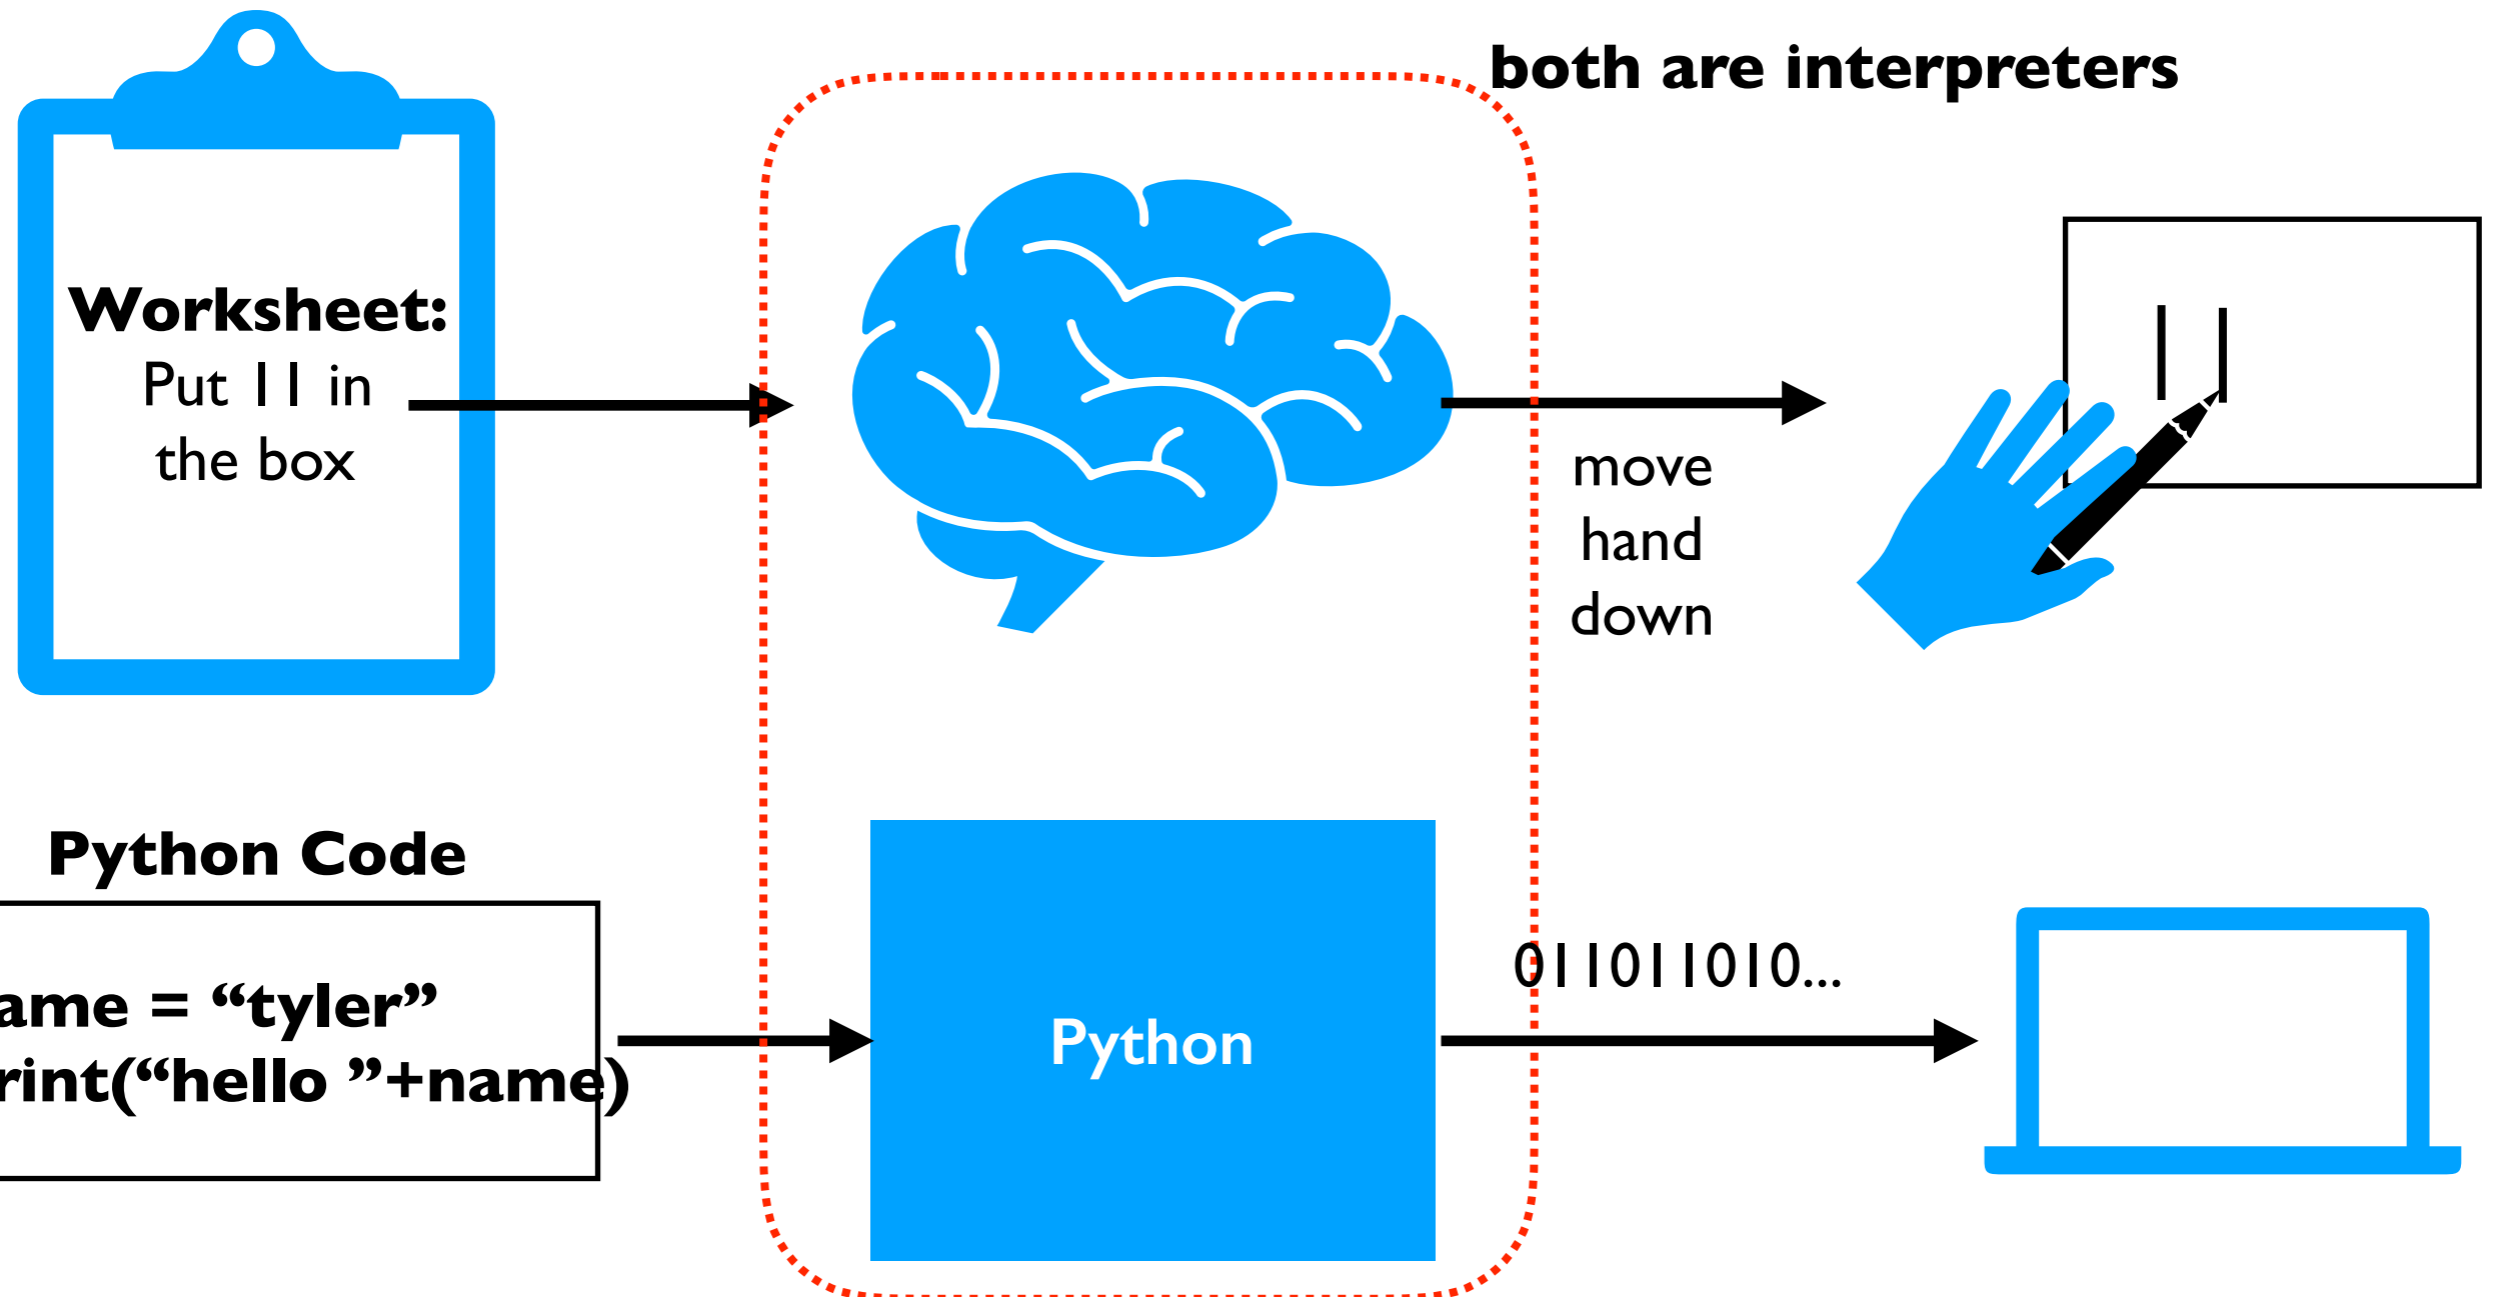 both are interpreters
Worksheet:
Put 11 in
the box
11
move
hand
down
Python Code
ame = “tyler”
rint(“hello ”+name)
Python
011011010...